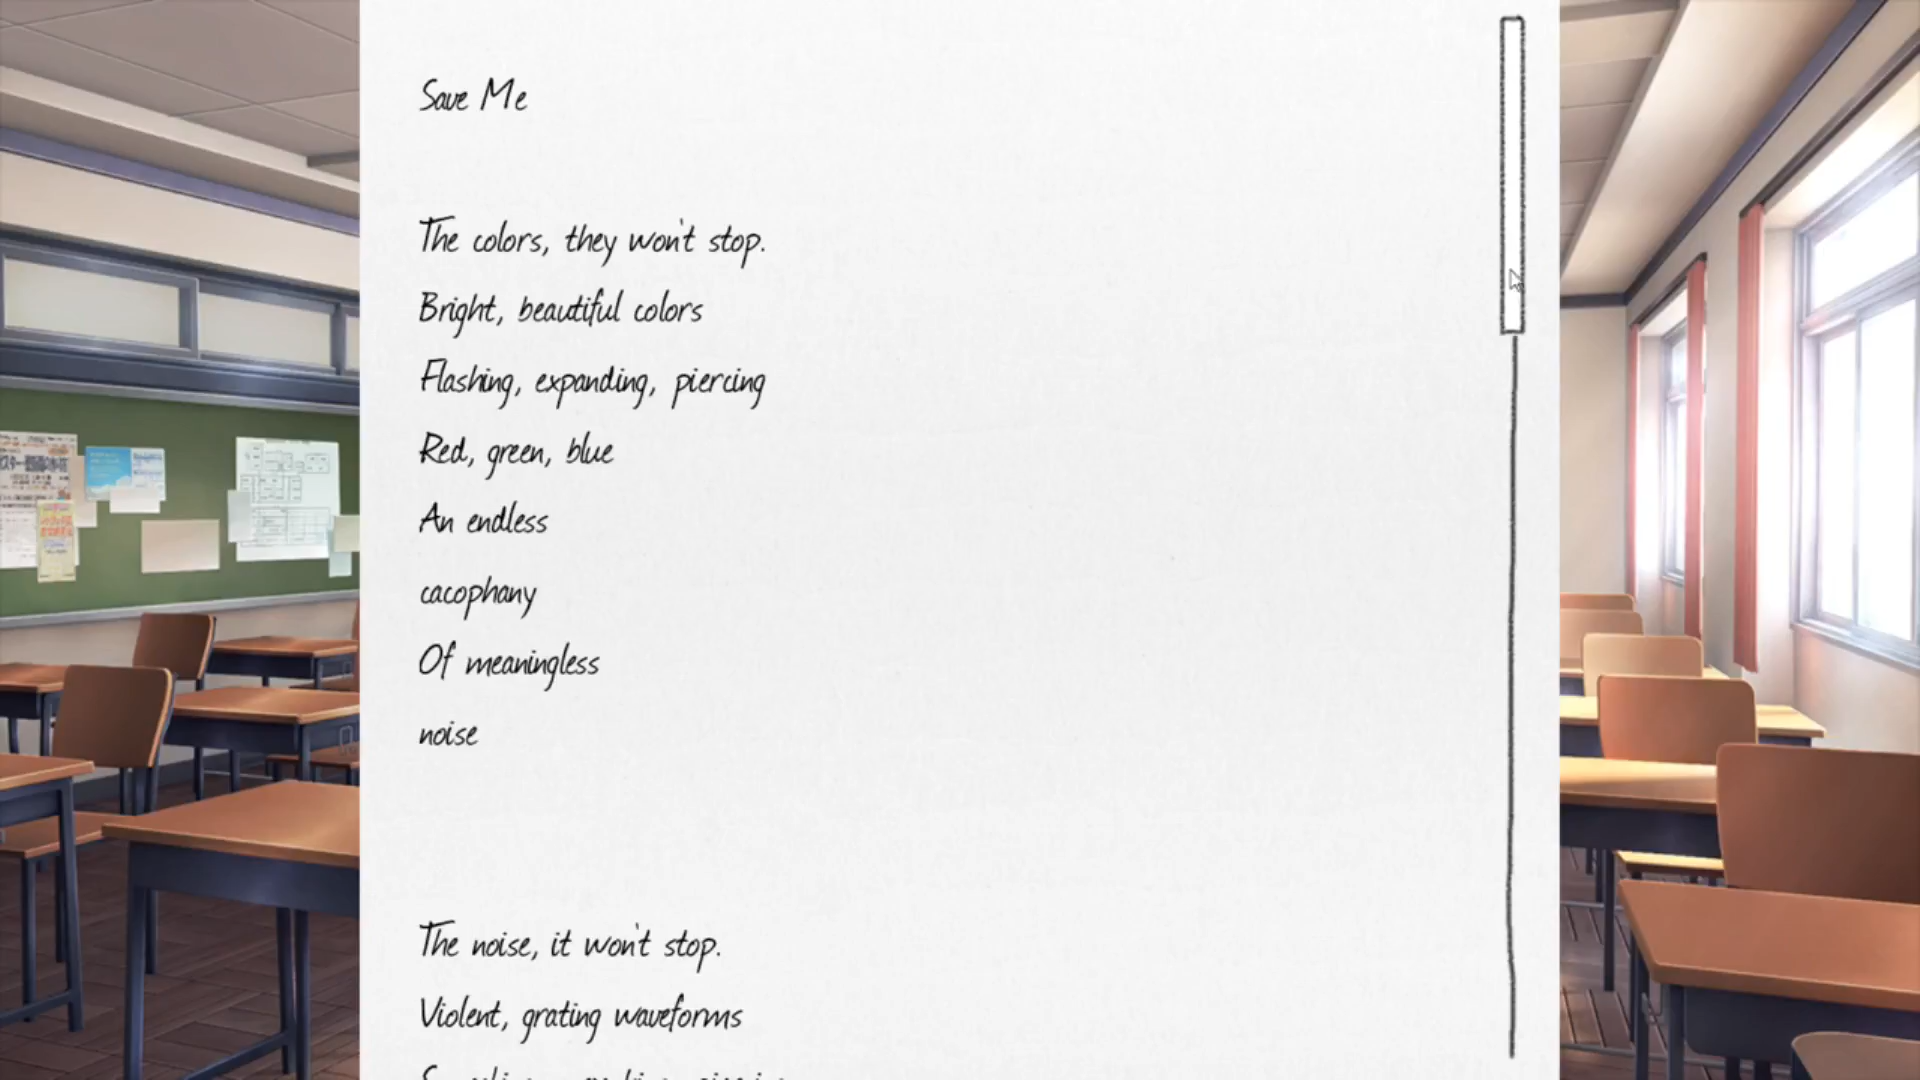 Save Me
The colors, they won't stop.
Bright, beautiful colors
Flashing, expanding, piercing
Red, green, blue
An endless
cacophany
Of meaningless
noise
The noise, it won't stop.
Violent, grating waveforms